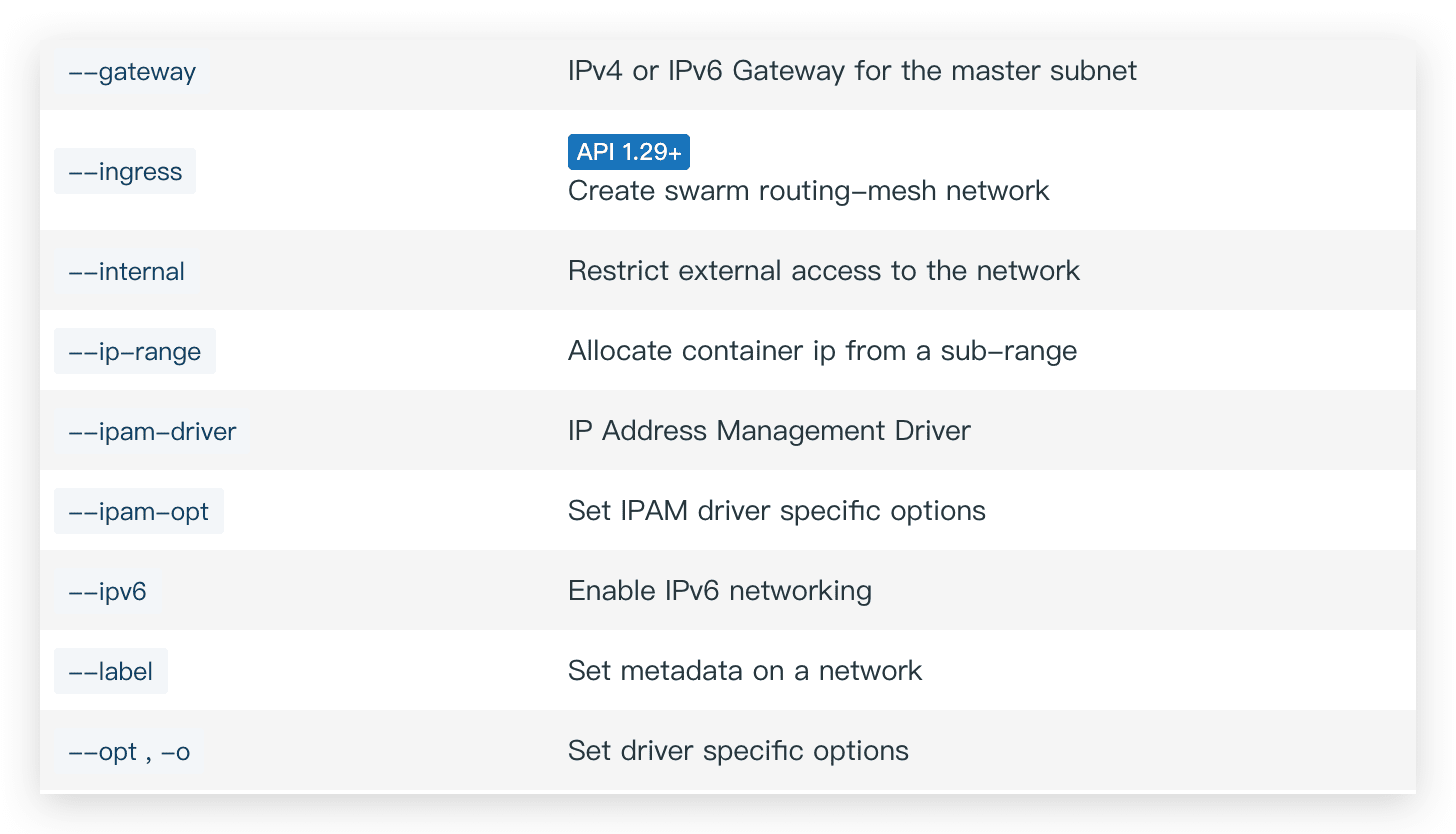 --gateway IPv4 or IPv6 Gateway for the master subnet
API 1.29+
--ingress
Create swarm routing-mesh network
--internal Restrict external access to the network
--ip-range Allocate container ip from a sub-range
--ipam-driver IP Address Management Driver
--ipam-opt Set IPAM driver specific options
--ipv6 Enable IPv6 networking
--label Set metadata on a network
--opt , -o Set driver specific options